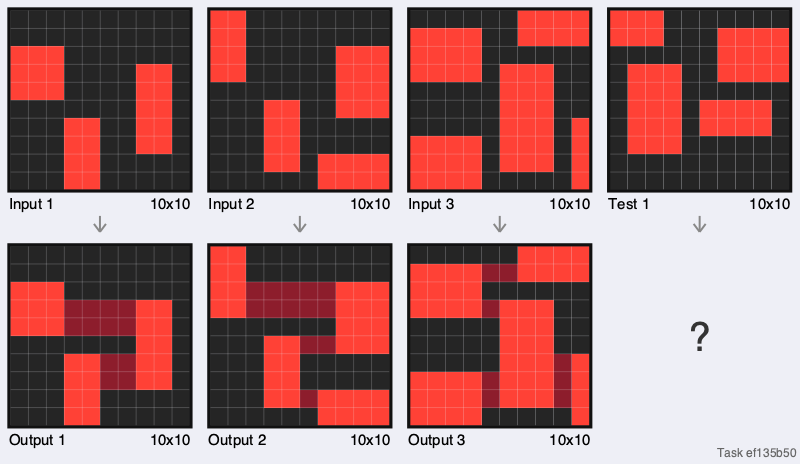 Input 1 10x10
Input 2 10x10
Input 3 10x10
Test 1 10x10
?
Output 1 10x10
Output 2 10x10
Output 3 10x10
Task ef135b50